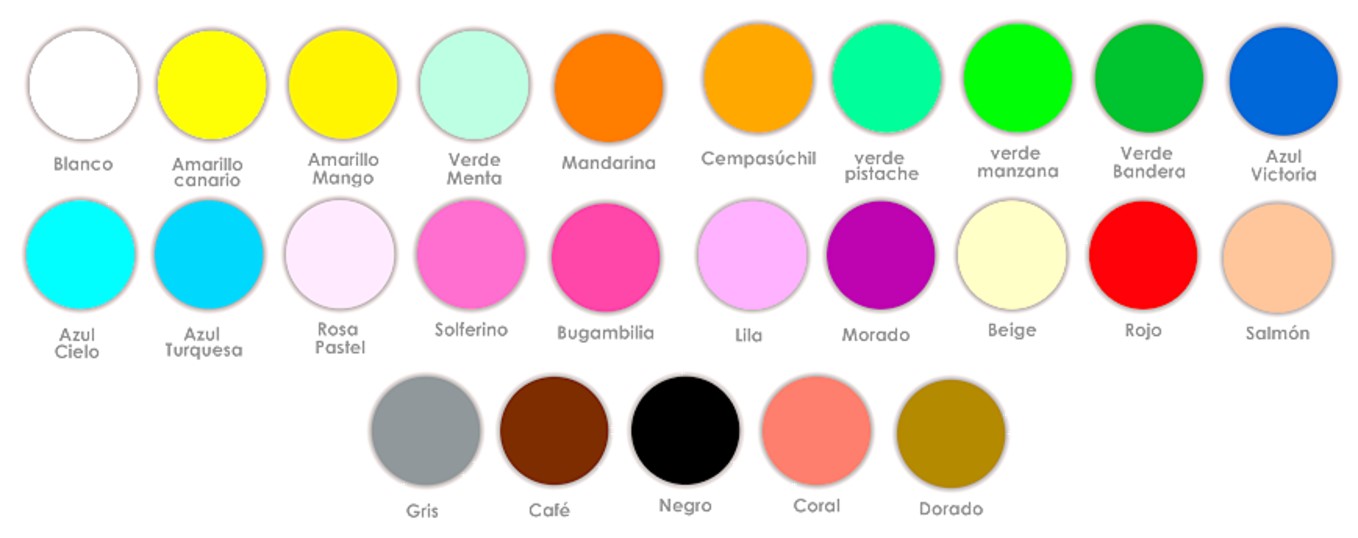 Blanco
Amarillo
canario
Amarillo
Mango
Verde
Menta
Mandarina
Cempasúchil
verde
pistache
verde
manzana
Verde
Bandera
Azul
Victoria
Azul
Cielo
Azul
Turquesa
Rosa
Pastel
Solferino
Bugambilia
Lila
Morado
Beige
Rojo
Salmón
Gris
Café
Negro
Coral
Dorado